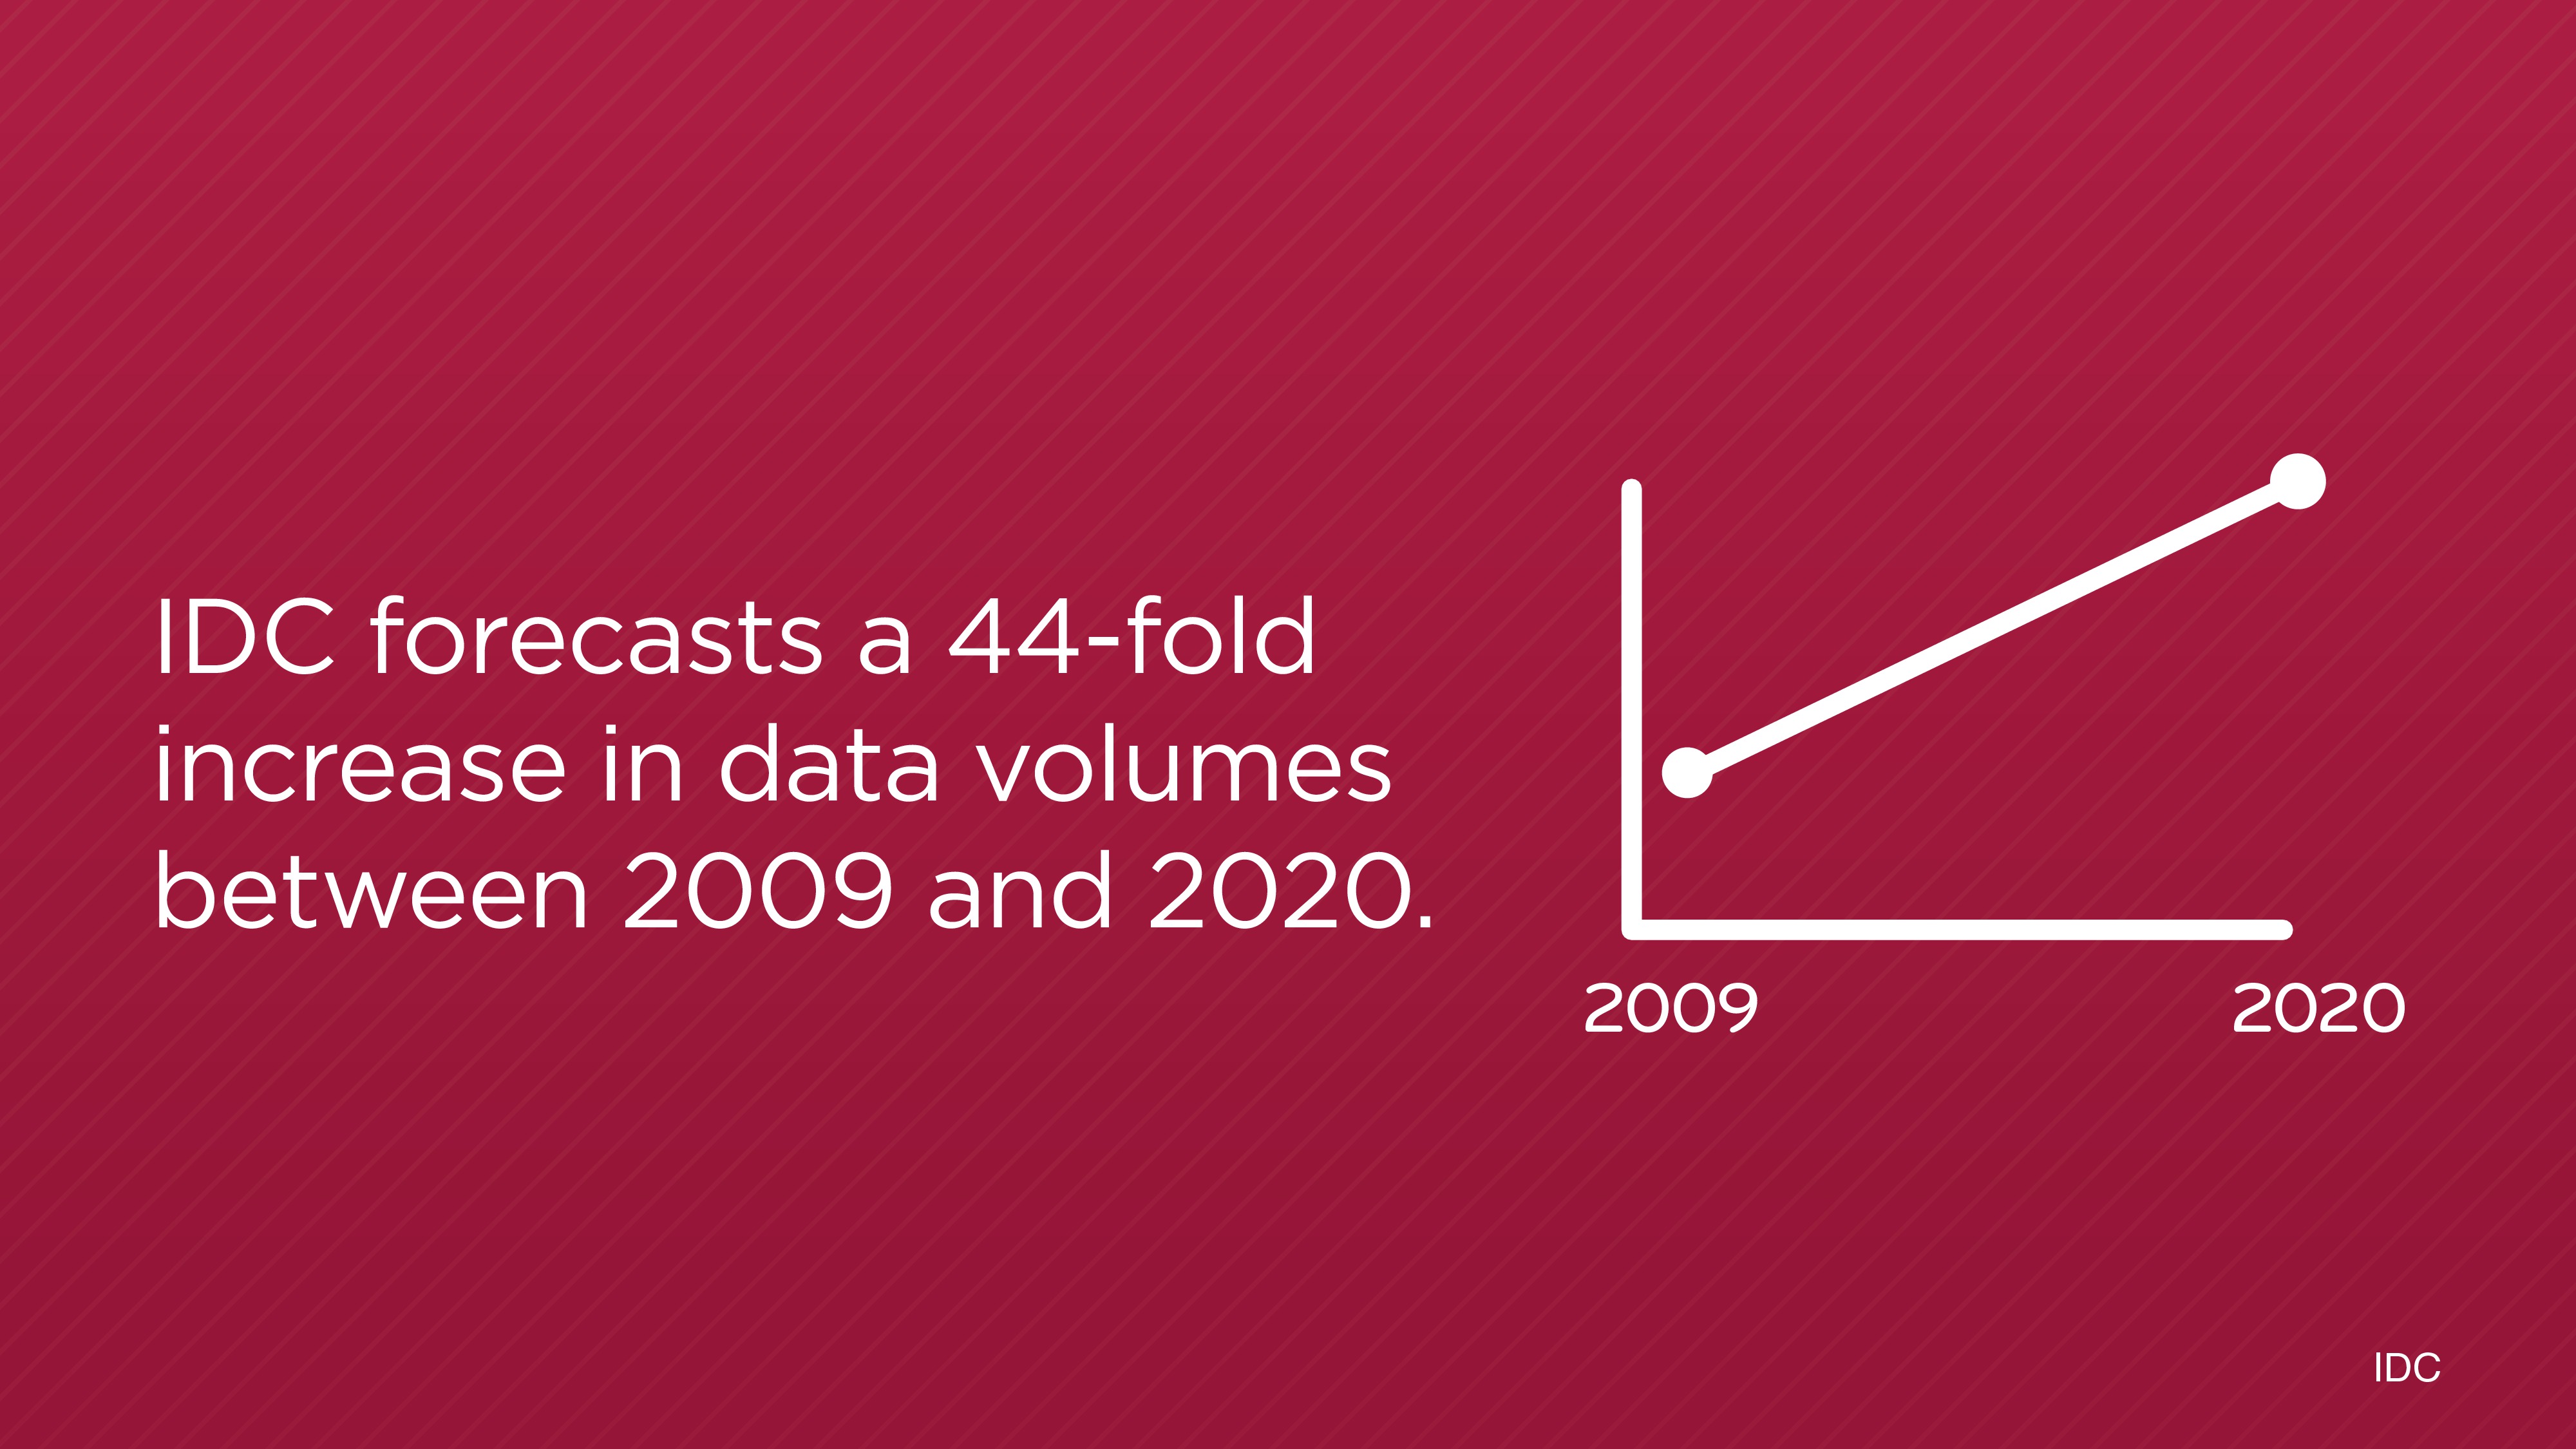 IDC forecasts a 44-fold
increase in data volumes
between 2009 and 2020.
2009
2020
IDC